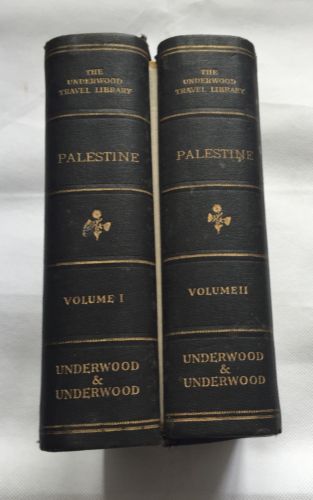 THE
UNDERWOOD
TRAVEL LIBRARY
PALESTINE
VOLUME I
UNDERWOOD
&
UNDERWOOD
THE
UNDERWOOD
TRAVEL LIBRARY
PALESTINE
VOLUME II
UNDERWOOD
&
UNDERWOOD